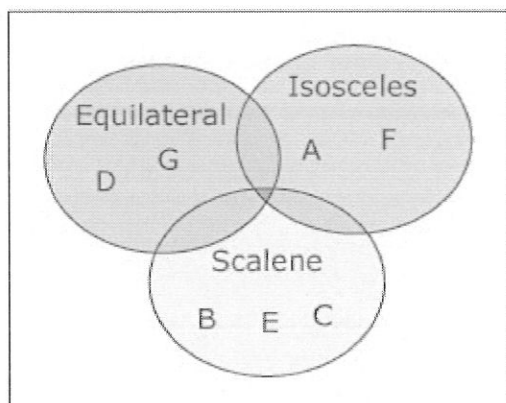 Isosceles
Equilateral
A F
D G
Scalene
B E C